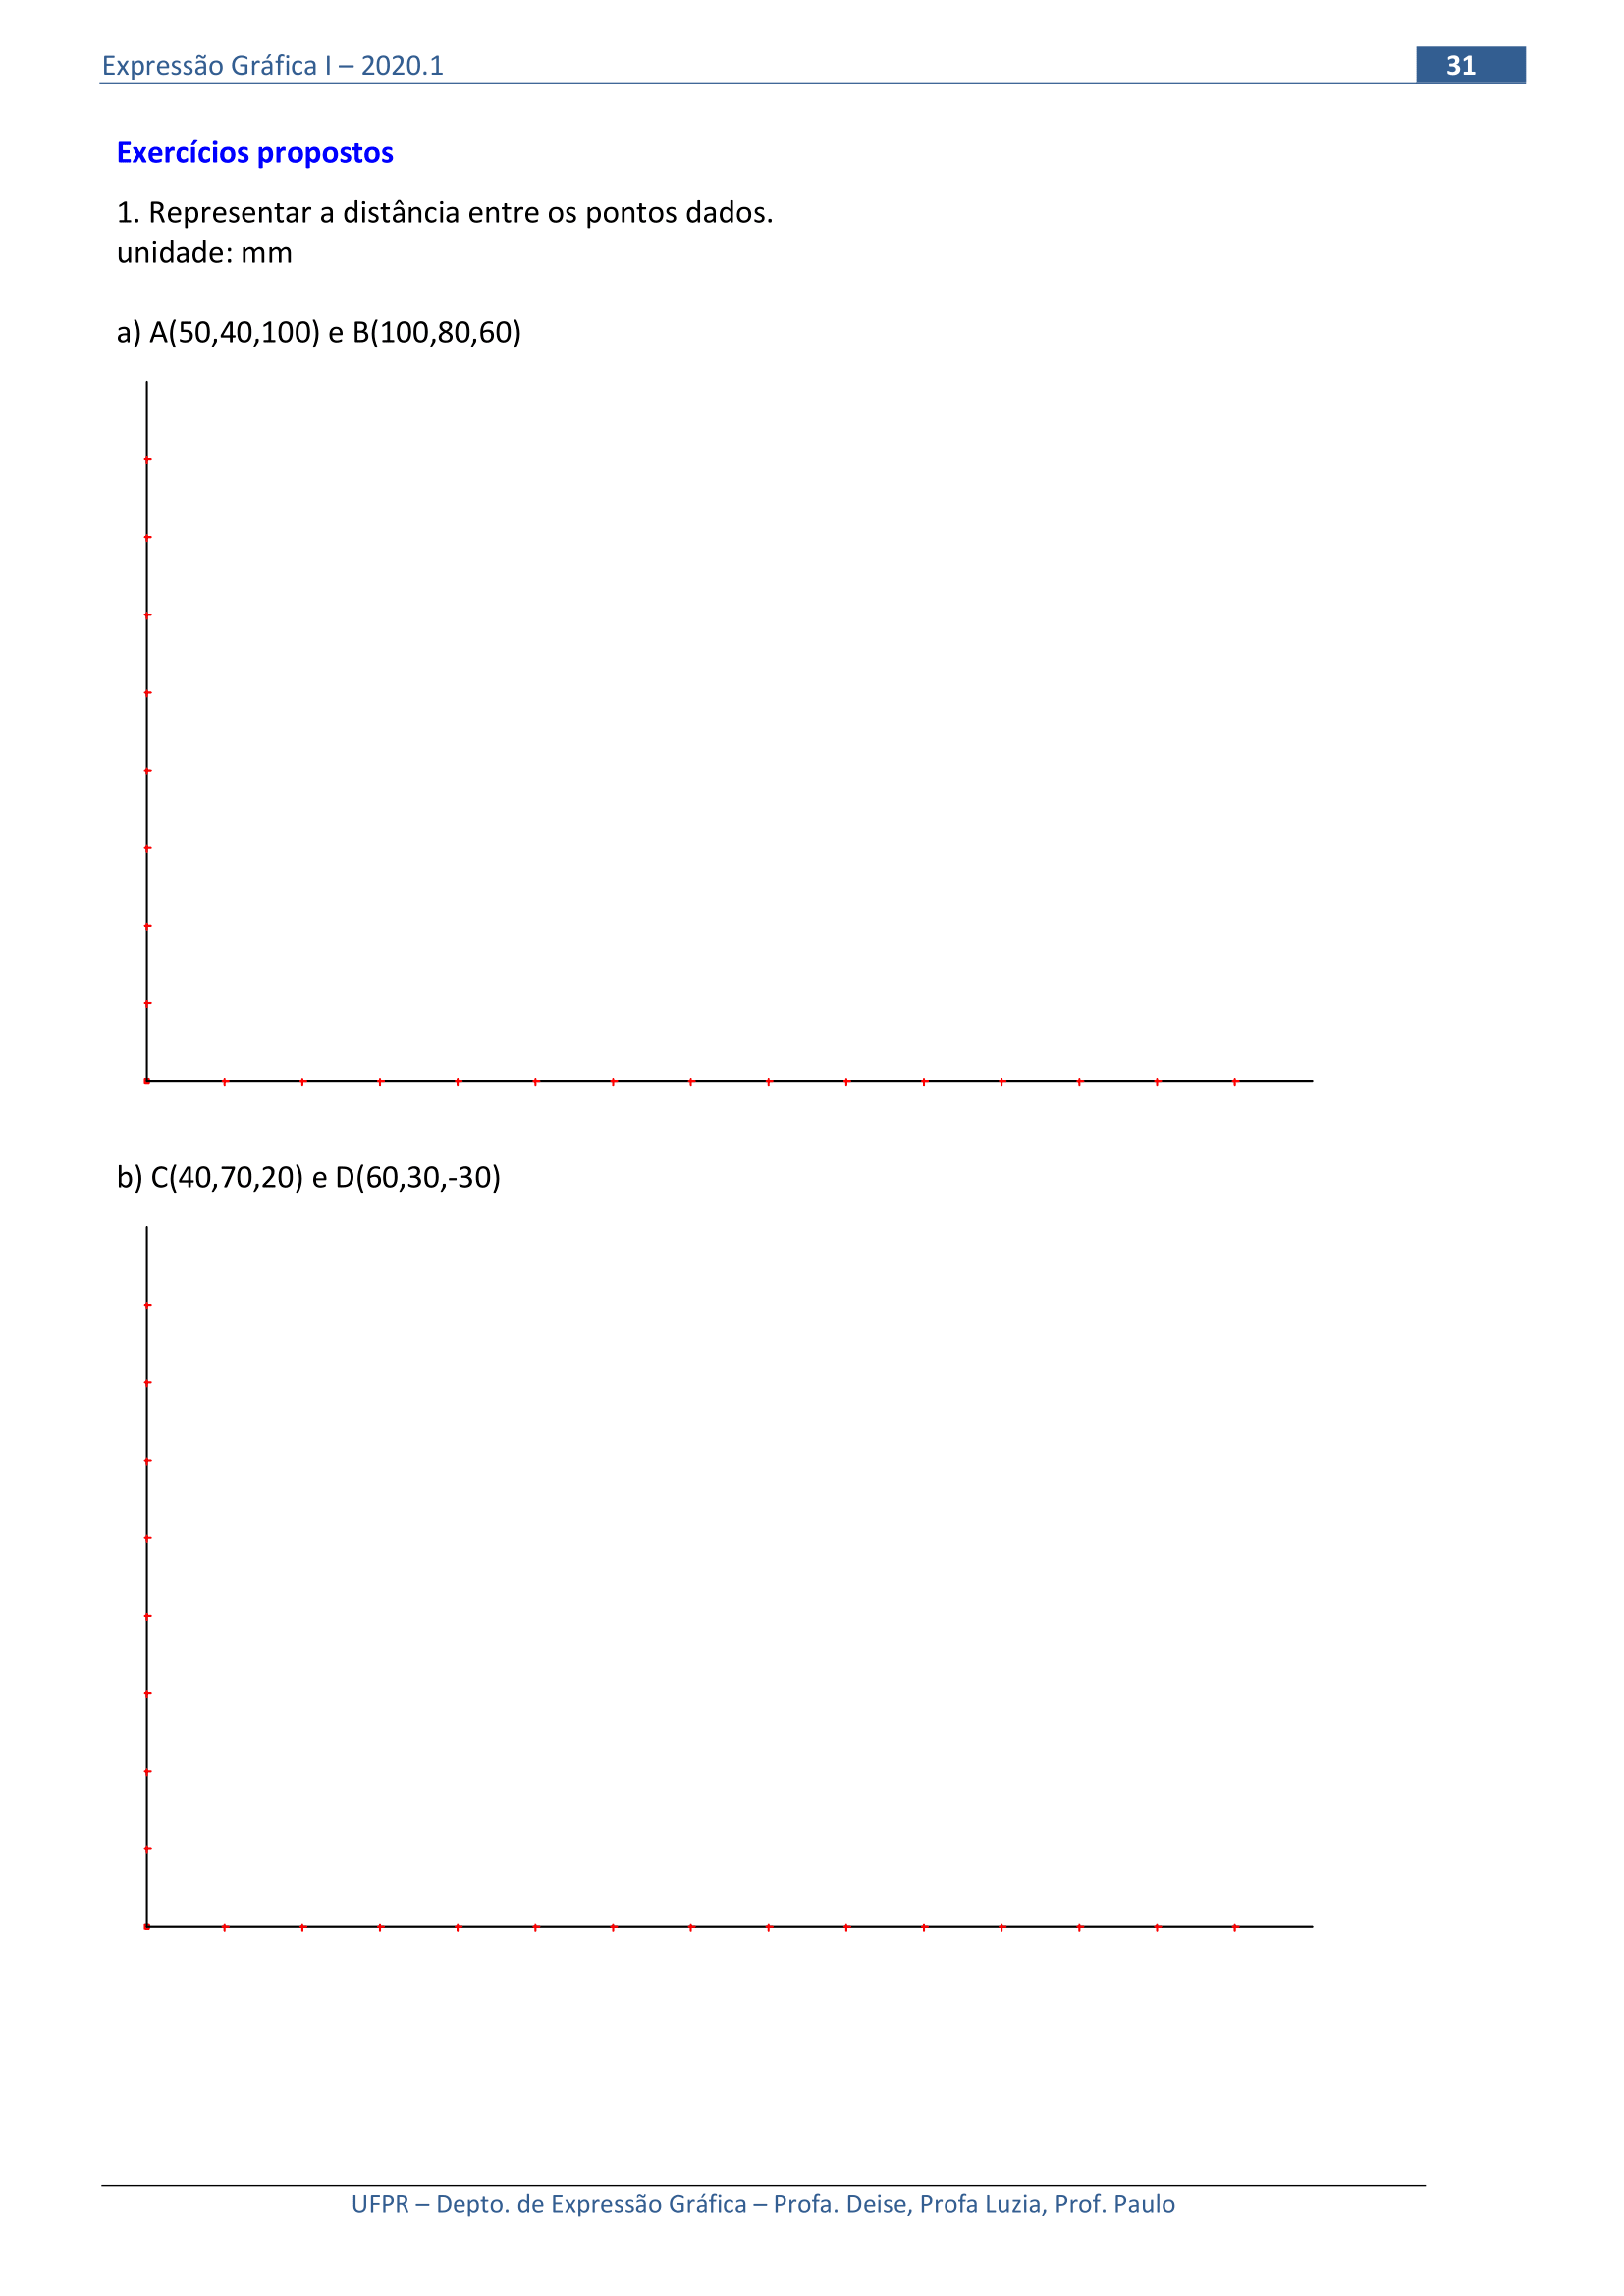 Expressão Gráfica I – 2020.1
31
Exercícios propostos
1. Representar a distância entre os pontos dados.
unidade: mm
a) A(50,40,100) e B(100,80,60)
b) C(40,70,20) e D(60,30,-30)
UFPR – Depto. de Expressão Gráfica – Profa. Deise, Profa Luzia, Prof. Paulo